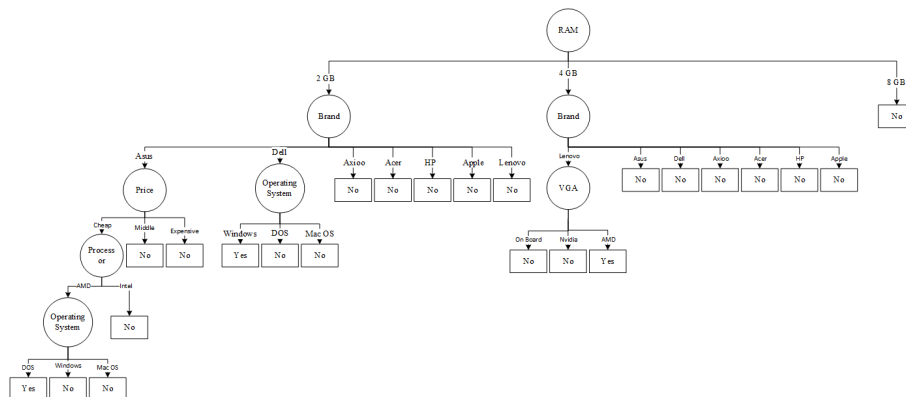 RAM
2 GB
4 GB
8 GB
Brand
Brand
No
Asus
Dell
Axioo
Acer
HP
Apple
Lenovo
Lenovo
Asus
Dell
Axioo
Acer
HP
Apple
Price
Operating
System
No
No
No
No
No
VGA
No
No
No
No
No
No
Cheap
Middle
Expensive
Windows
DOS
Mac OS
On Board
Nvidia
AMD
Process
or
No
No
Yes
No
No
No
No
Yes
AMD
Intel
Operating
System
No
DOS
Windows
Mac OS
Yes
No
No